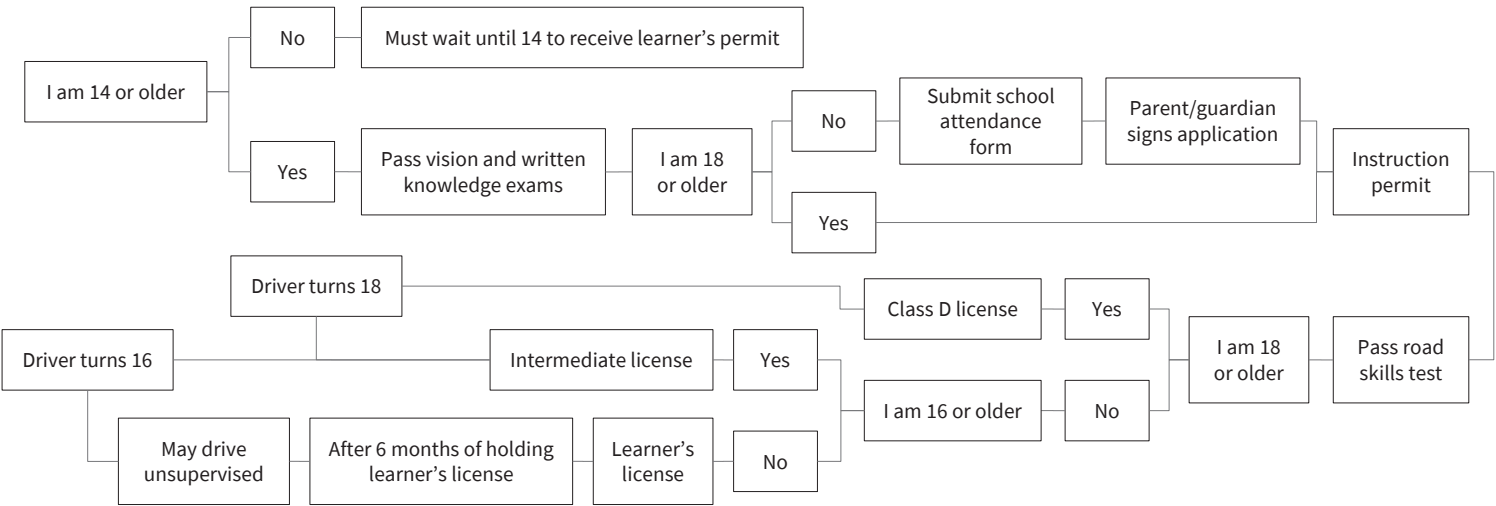 No
Must wait until 14 to receive learner’s permit
I am 14 or older
Yes
Pass vision and written
knowledge exams
I am 18
or older
No
Submit school
attendance
form
Parent/guardian
signs application
Yes
Instruction
permit
Pass road
skills test
I am 18
or older
Yes
Class D license
Driver turns 18
No
I am 16 or older
Yes
Intermediate license
Driver turns 16
No
Learner’s
license
After 6 months of holding
learner’s license
May drive
unsupervised